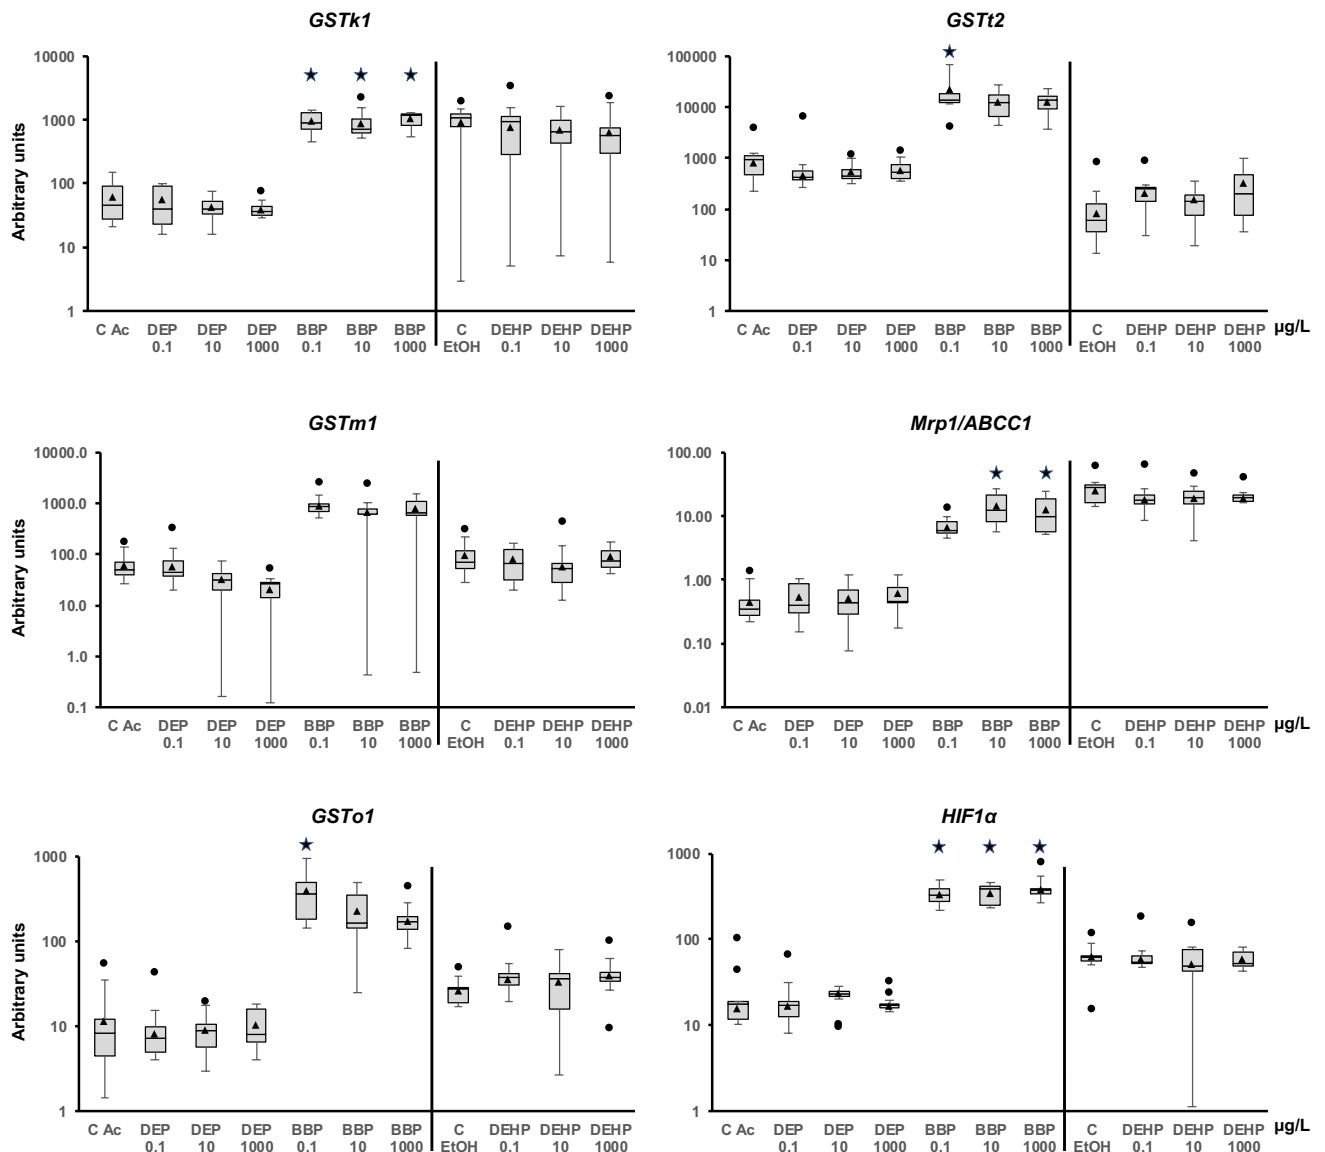 GSTk1
GSTt2
Arbitrary units
10000
1000
100
10
1
C Ac DEP DEP DEP BBP BBP BBP C DEHP DEHP DEHP
0.1 10 1000 0.1 10 1000 EtOH 0.1 10 1000
100000
10000
1000
100
10
1
C Ac DEP DEP DEP BBP BBP BBP C DEHP DEHP DEHP µg/L
0.1 10 1000 0.1 10 1000 EtOH 0.1 10 1000
GSTm1
Mrp1/ABCC1
Arbitrary units
10000.0
1000.0
100.0
10.0
1.0
0.1
C Ac DEP DEP DEP BBP BBP BBP C DEHP DEHP DEHP
0.1 10 1000 0.1 10 1000 EtOH 0.1 10 1000
100.00
10.00
1.00
0.10
0.01
C Ac DEP DEP DEP BBP BBP BBP C DEHP DEHP DEHP µg/L
0.1 10 1000 0.1 10 1000 EtOH 0.1 10 1000
GSTo1
HIF1α
Arbitrary units
1000
100
10
1
C Ac DEP DEP DEP BBP BBP BBP C DEHP DEHP DEHP
0.1 10 1000 0.1 10 1000 EtOH 0.1 10 1000
1000
100
10
1
C Ac DEP DEP DEP BBP BBP BBP C DEHP DEHP DEHP µg/L
0.1 10 1000 0.1 10 1000 EtOH 0.1 10 1000